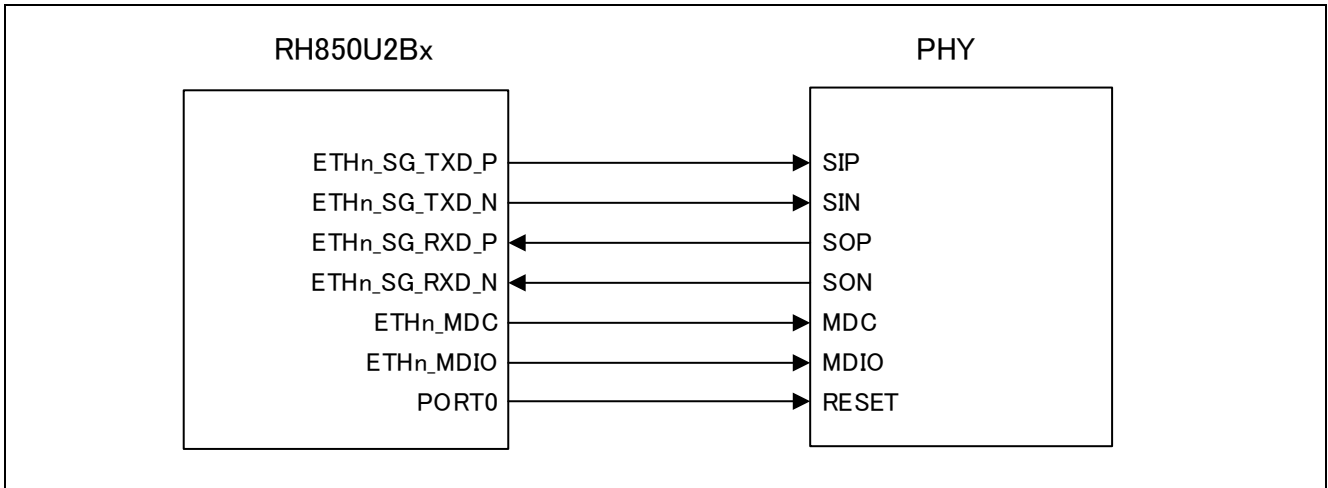 RH850U2Bx PHY
ETHn_SG_TXD_P SIP
ETHn_SG_TXD_N SIN
ETHn_SG_RXD_P SOP
ETHn_SG_RXD_N SON
ETHn_MDC MDC
ETHn_MDIO MDIO
PORT0 RESET